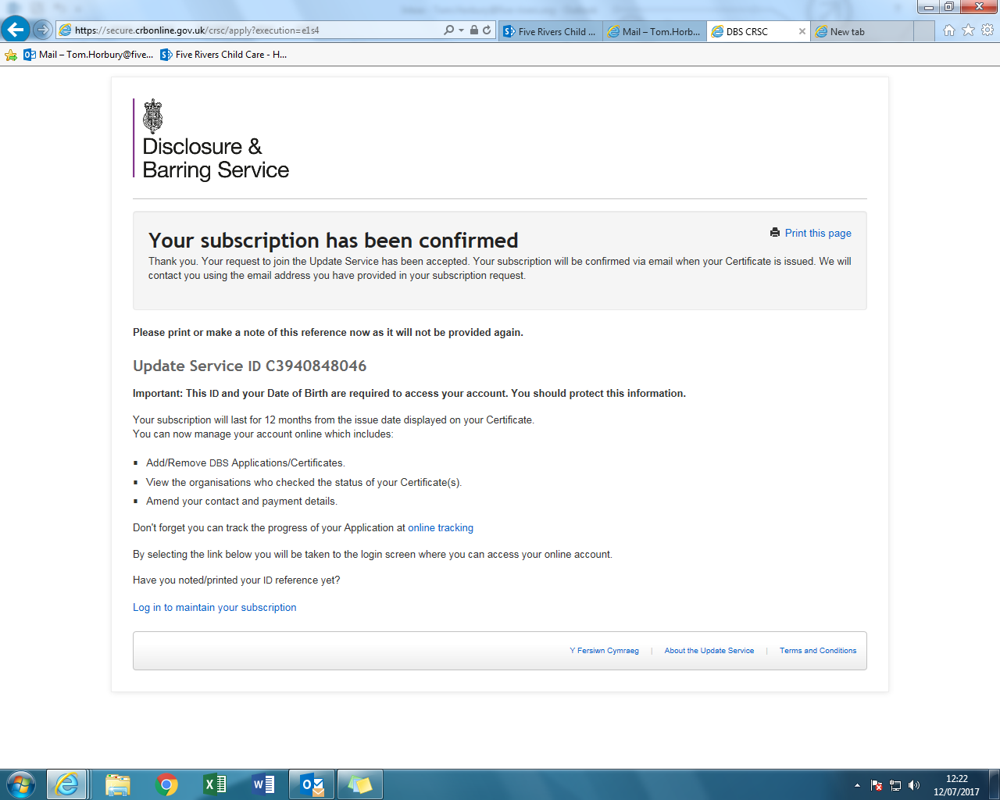 https://secure.crbonline.gov.uk/crsc/apply?execution=e1s4
Five Rivers Child ...
Mail – Tom.Horb...
DBS CRSC
New tab
Mail – Tom.Horbury@five...
Five Rivers Child Care - H...
Disclosure &
Barring Service
Your subscription has been confirmed
Print this page
Thank you. Your request to join the Update Service has been accepted. Your subscription will be confirmed via email when your Certificate is issued. We will
contact you using the email address you have provided in your subscription request.
Please print or make a note of this reference now as it will not be provided again.
Update Service ID C3940848046
Important: This ID and your Date of Birth are required to access your account. You should protect this information.
Your subscription will last for 12 months from the issue date displayed on your Certificate.
You can now manage your account online which includes:
Add/Remove DBS Applications/Certificates.
View the organisations who checked the status of your Certificate(s).
Amend your contact and payment details.
Don't forget you can track the progress of your Application at online tracking
By selecting the link below you will be taken to the login screen where you can access your online account.
Have you noted/printed your ID reference yet?
Log in to maintain your subscription
Y Fersiwn Cymraeg | About the Update Service | Terms and Conditions
12:22
12/07/2017